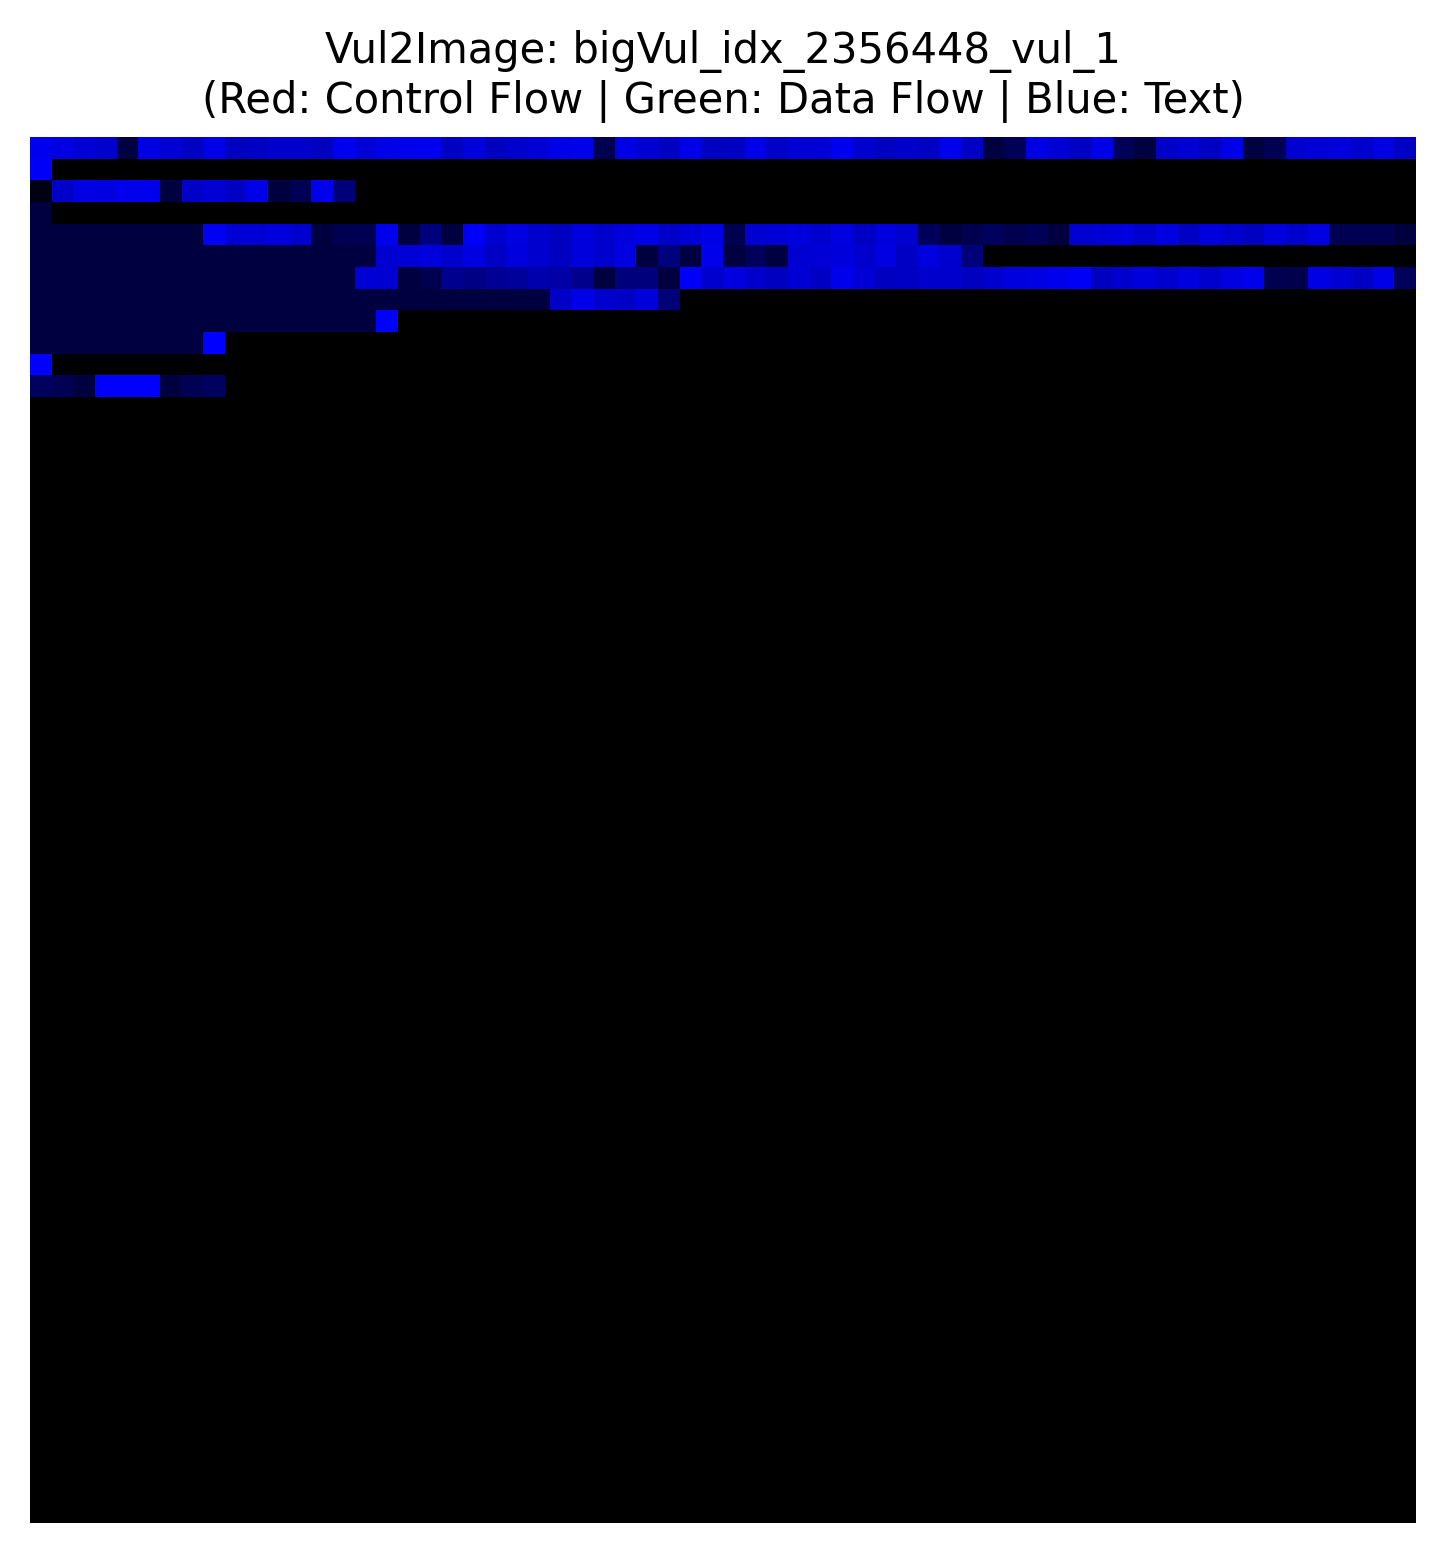 Vul2Image: bigVul_idx_2356448_vul_1
(Red: Control Flow | Green: Data Flow | Blue: Text)